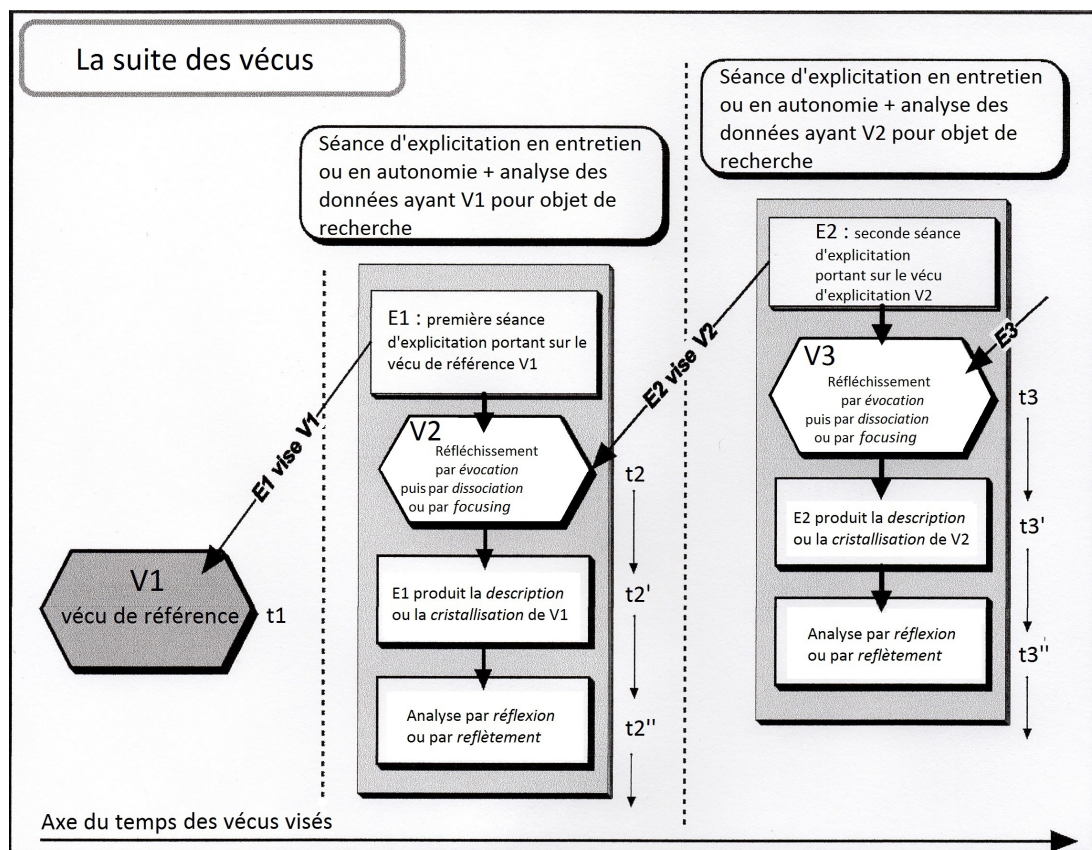 La suite des vécus
Séance d'explicitation en entretien
ou en autonomie + analyse des
données ayant V1 pour objet de
recherche
Séance d'explicitation en entretien
ou en autonomie + analyse des
données ayant V2 pour objet de
recherche
V1
vécu de référence
t1
E1 vise V1
E1 : première séance
d'explicitation portant sur le
vécu de référence V1
V2
Réfléchissement
par évocation
puis par dissociation
ou par focusing
t2
E1 produit la description
ou la cristallisation de V1
t2'
Analyse par réflexion
ou par reflètement
t2''
E2 vise V2
E2 : seconde séance
d'explicitation
portant sur le vécu
d'explicitation V2
E3
V3
Réfléchissement
par évocation
puis par dissociation
ou par focusing
t3
E2 produit la description
ou la cristallisation de V2
t3'
Analyse par réflexion
ou par reflètement
t3''
Axe du temps des vécus visés